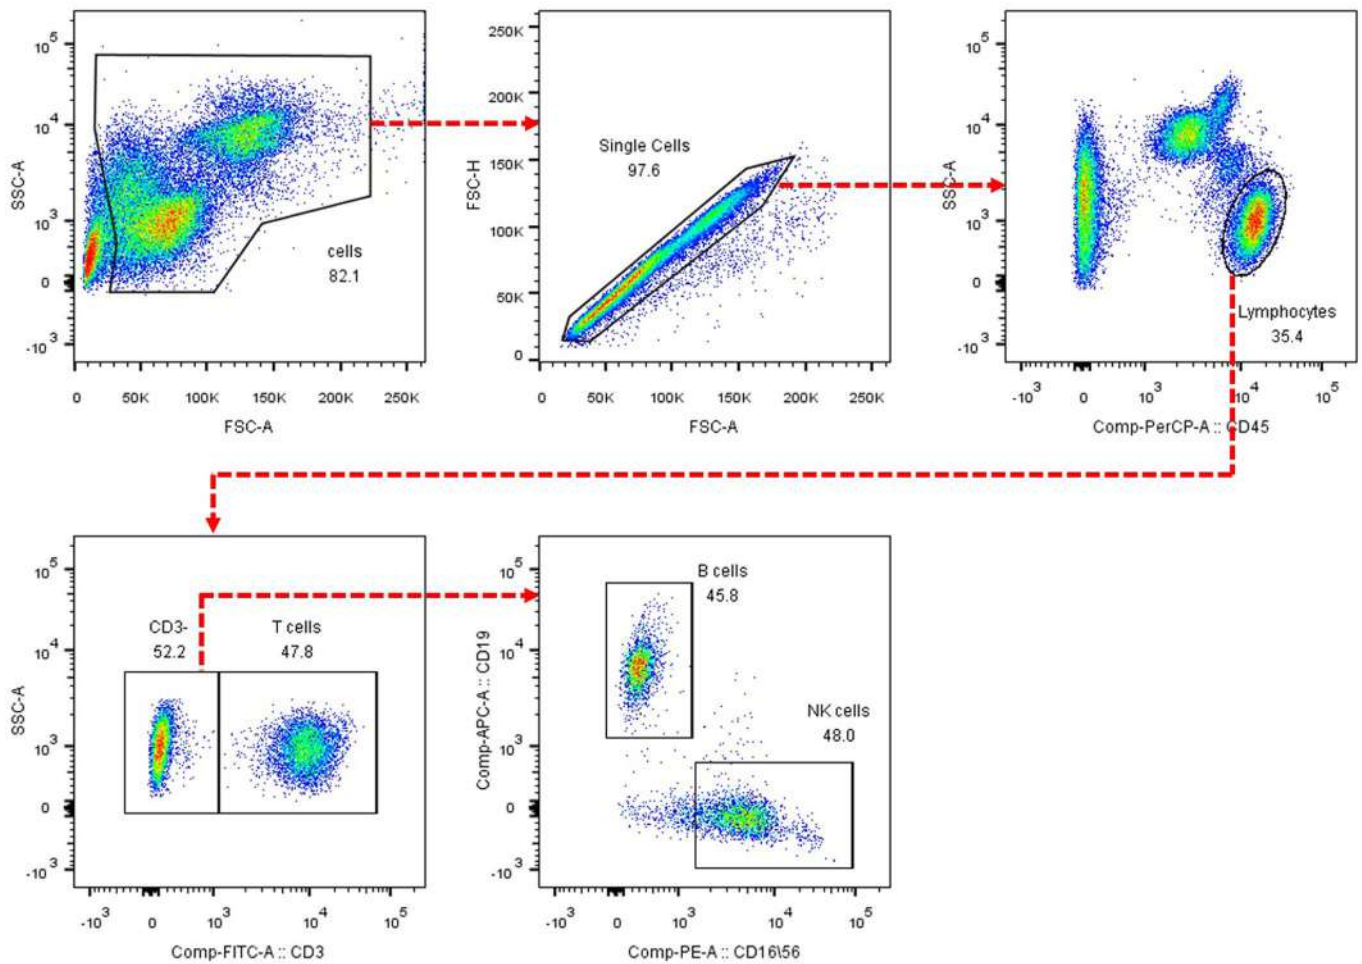 10^5
10^4
10^3
0
-10^3
SSC-A
cells
82.1
0 50K 100K 150K 200K 250K
FSC-A
250K
200K
150K
100K
50K
0
FSC-H
Single Cells
97.6
0 50K 100K 150K 200K 250K
FSC-A
10^5
10^4
10^3
0
-10^3
SSC-A
Lymphocytes
35.4
-10^3 0 10^3 10^4 10^5
Comp-PerCP-A :: CD45
10^5
10^4
10^3
0
-10^3
SSC-A
CD3-
52.2
T cells
47.8
-10^3 0 10^3 10^4 10^5
Comp-FITC-A :: CD3
10^5
10^4
10^3
0
-10^3
Comp-APC-A :: CD19
B cells
45.8
NK cells
48.0
-10^3 0 10^3 10^4 10^5
Comp-PE-A :: CD16\56